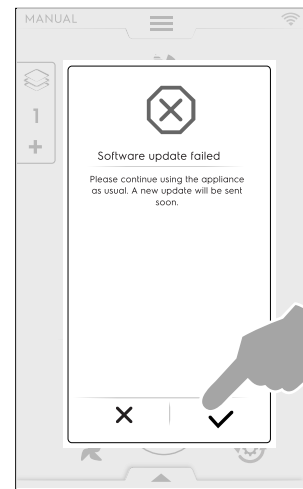 MANUAL
1
+
Software update failed
Please continue using the appliance
as usual. A new update will be sent
soon.